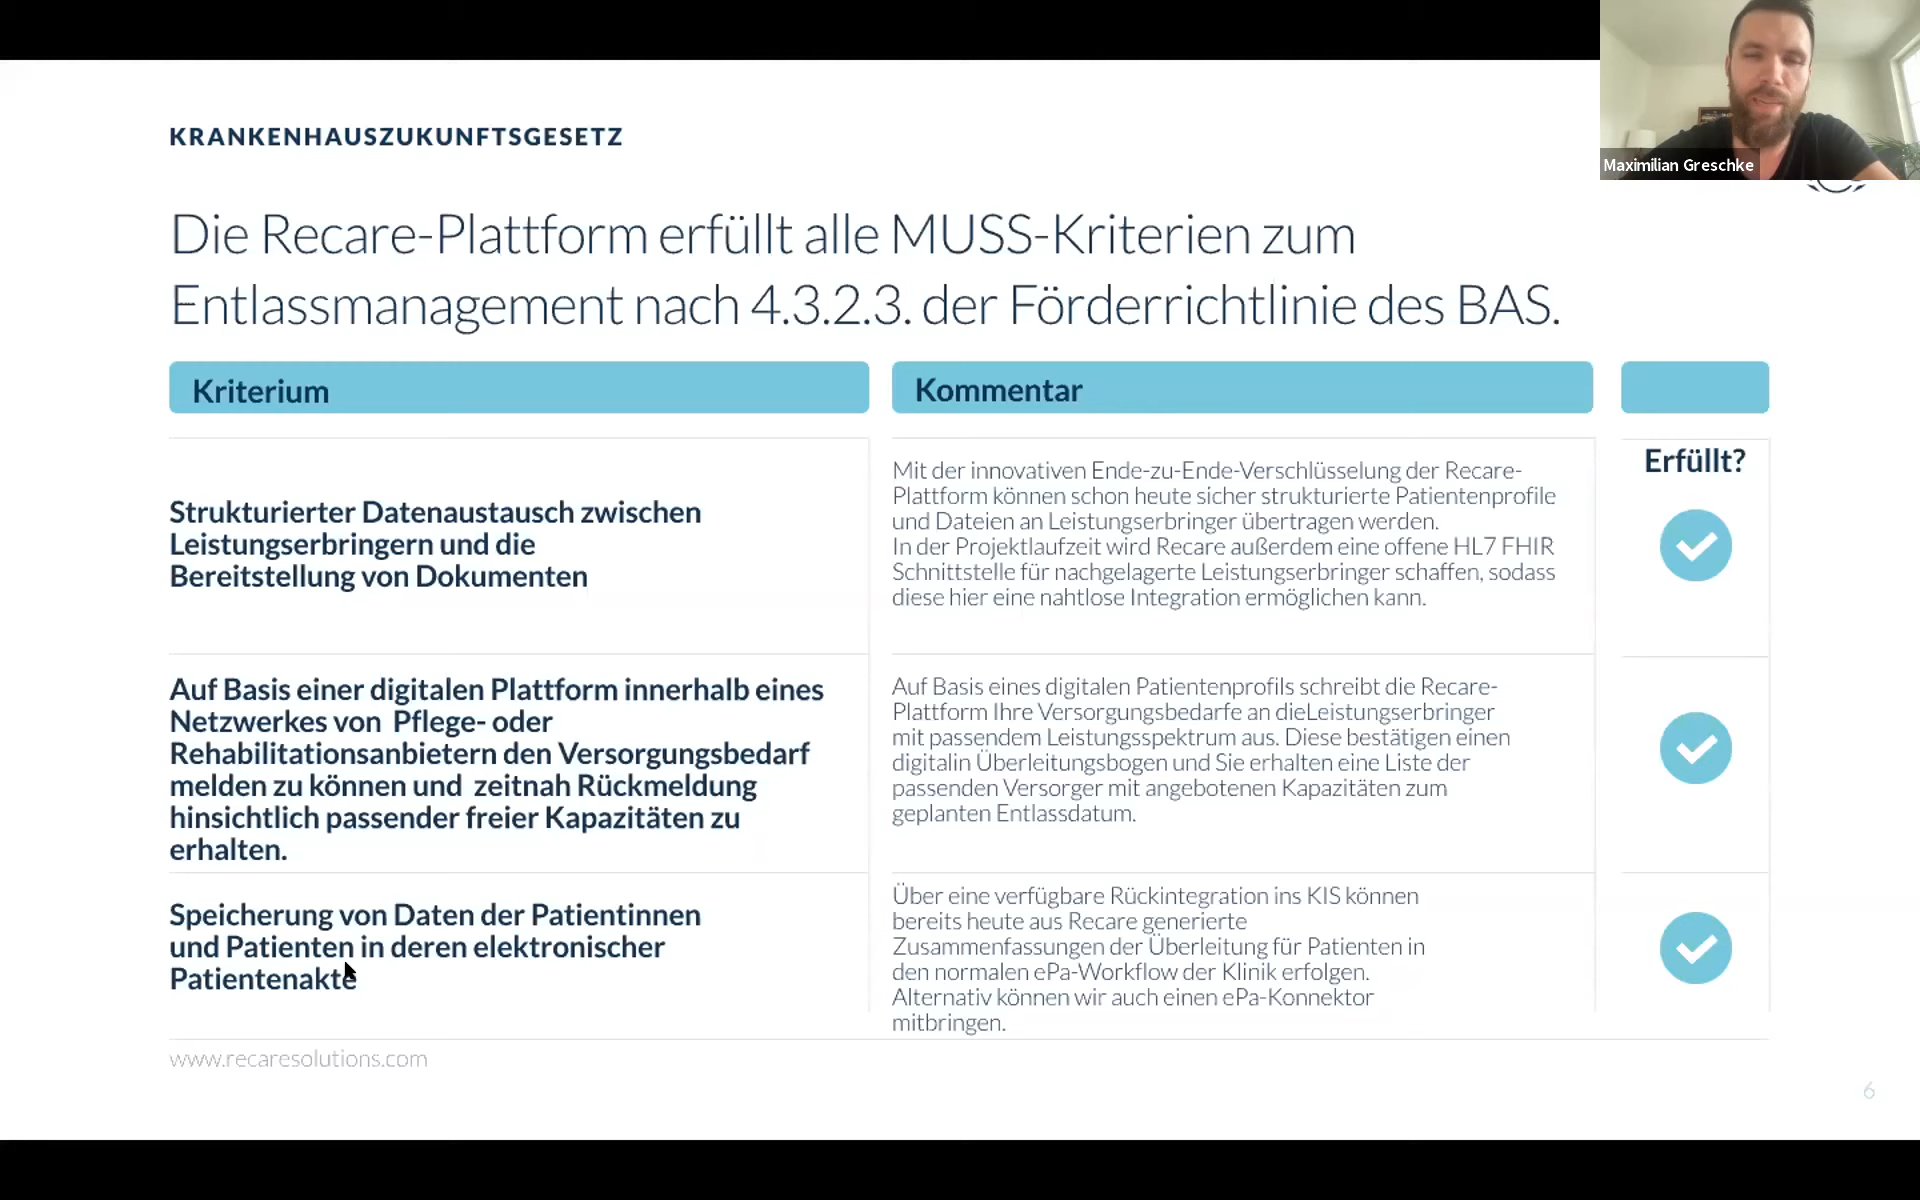 Maximilian Greschke
KRANKENHAUSZUKUNFTSGESETZ
Die Recare-Plattform erfüllt alle MUSS-Kriterien zum
Entlassmanagement nach 4.3.2.3. der Förderrichtlinie des BAS.
Kriterium
Kommentar
Erfüllt?
Strukturierter Datenaustausch zwischen
Leistungserbringern und die
Bereitstellung von Dokumenten
Mit der innovativen Ende-zu-Ende-Verschlüsselung der Recare-
Plattform können schon heute sicher strukturierte Patientenprofile
und Dateien an Leistungserbringer übertragen werden.
In der Projektlaufzeit wird Recare außerdem eine offene HL7 FHIR
Schnittstelle für nachgelagerte Leistungserbringer schaffen, sodass
diese hier eine nahtlose Integration ermöglichen kann.
Auf Basis einer digitalen Plattform innerhalb eines
Netzwerkes von Pflege- oder
Rehabilitationsanbietern den Versorgungsbedarf
melden zu können und zeitnah Rückmeldung
hinsichtlich passender freier Kapazitäten zu
erhalten.
Auf Basis eines digitalen Patientenprofils schreibt die Recare-
Plattform Ihre Versorgungsbedarfe an dieLeistungserbringer
mit passendem Leistungsspektrum aus. Diese bestätigen einen
digitalin Überleitungsbogen und Sie erhalten eine Liste der
passenden Versorger mit angebotenen Kapazitäten zum
geplanten Entlassdatum.
Speicherung von Daten der Patientinnen
und Patienten in deren elektronischer
Patientenakte
Über eine verfügbare Rückintegration ins KIS können
bereits heute aus Recare generierte
Zusammenfassungen der Überleitung für Patienten in
den normalen ePa-Workflow der Klinik erfolgen.
Alternativ können wir auch einen ePa-Konnektor
mitbringen.
www.recaresolutions.com
6